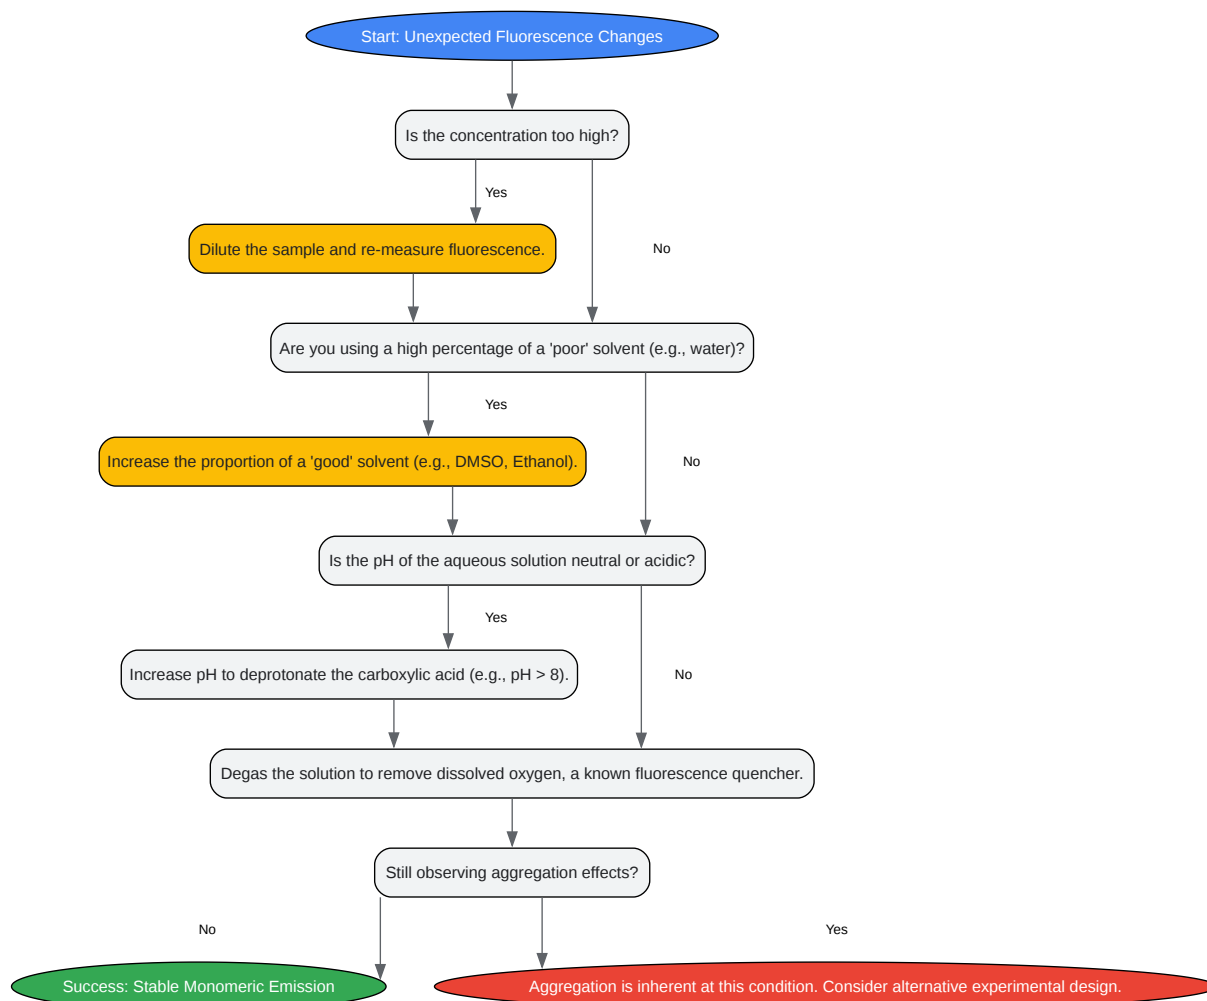 Start: Unexpected Fluorescence Changes
Is the concentration too high?
Yes
Dilute the sample and re-measure fluorescence.
No
Are you using a high percentage of a 'poor' solvent (e.g., water)?
Yes
Increase the proportion of a 'good' solvent (e.g., DMSO, Ethanol).
No
Is the pH of the aqueous solution neutral or acidic?
Yes
Increase pH to deprotonate the carboxylic acid (e.g., pH > 8).
No
Degas the solution to remove dissolved oxygen, a known fluorescence quencher.
Still observing aggregation effects?
No
Yes
Success: Stable Monomeric Emission
Aggregation is inherent at this condition. Consider alternative experimental design.